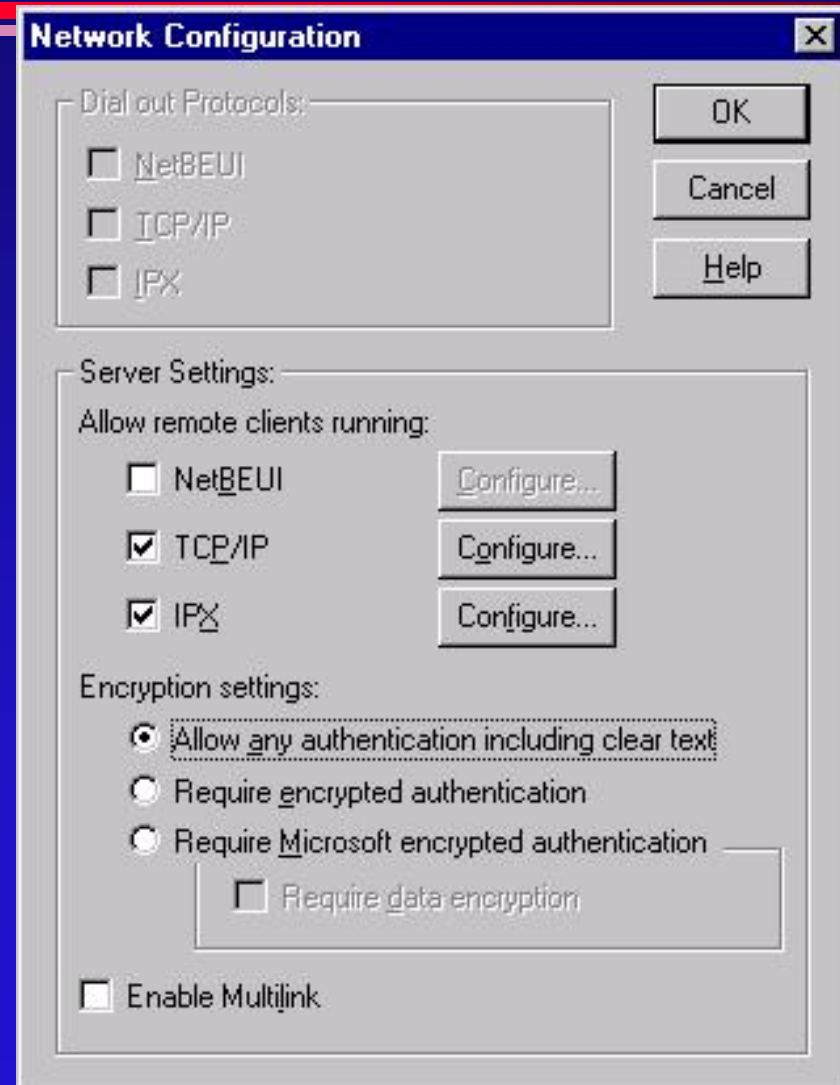 Network Configuration
Dial out Protocols:
NetBEUI
TCP/IP
IPX
OK
Cancel
Help
Server Settings:
Allow remote clients running:
NetBEUI Configure...
TCP/IP Configure...
IPX Configure...
Encryption settings:
Allow any authentication including clear text
Require encrypted authentication
Require Microsoft encrypted authentication
Require data encryption
Enable Multilink